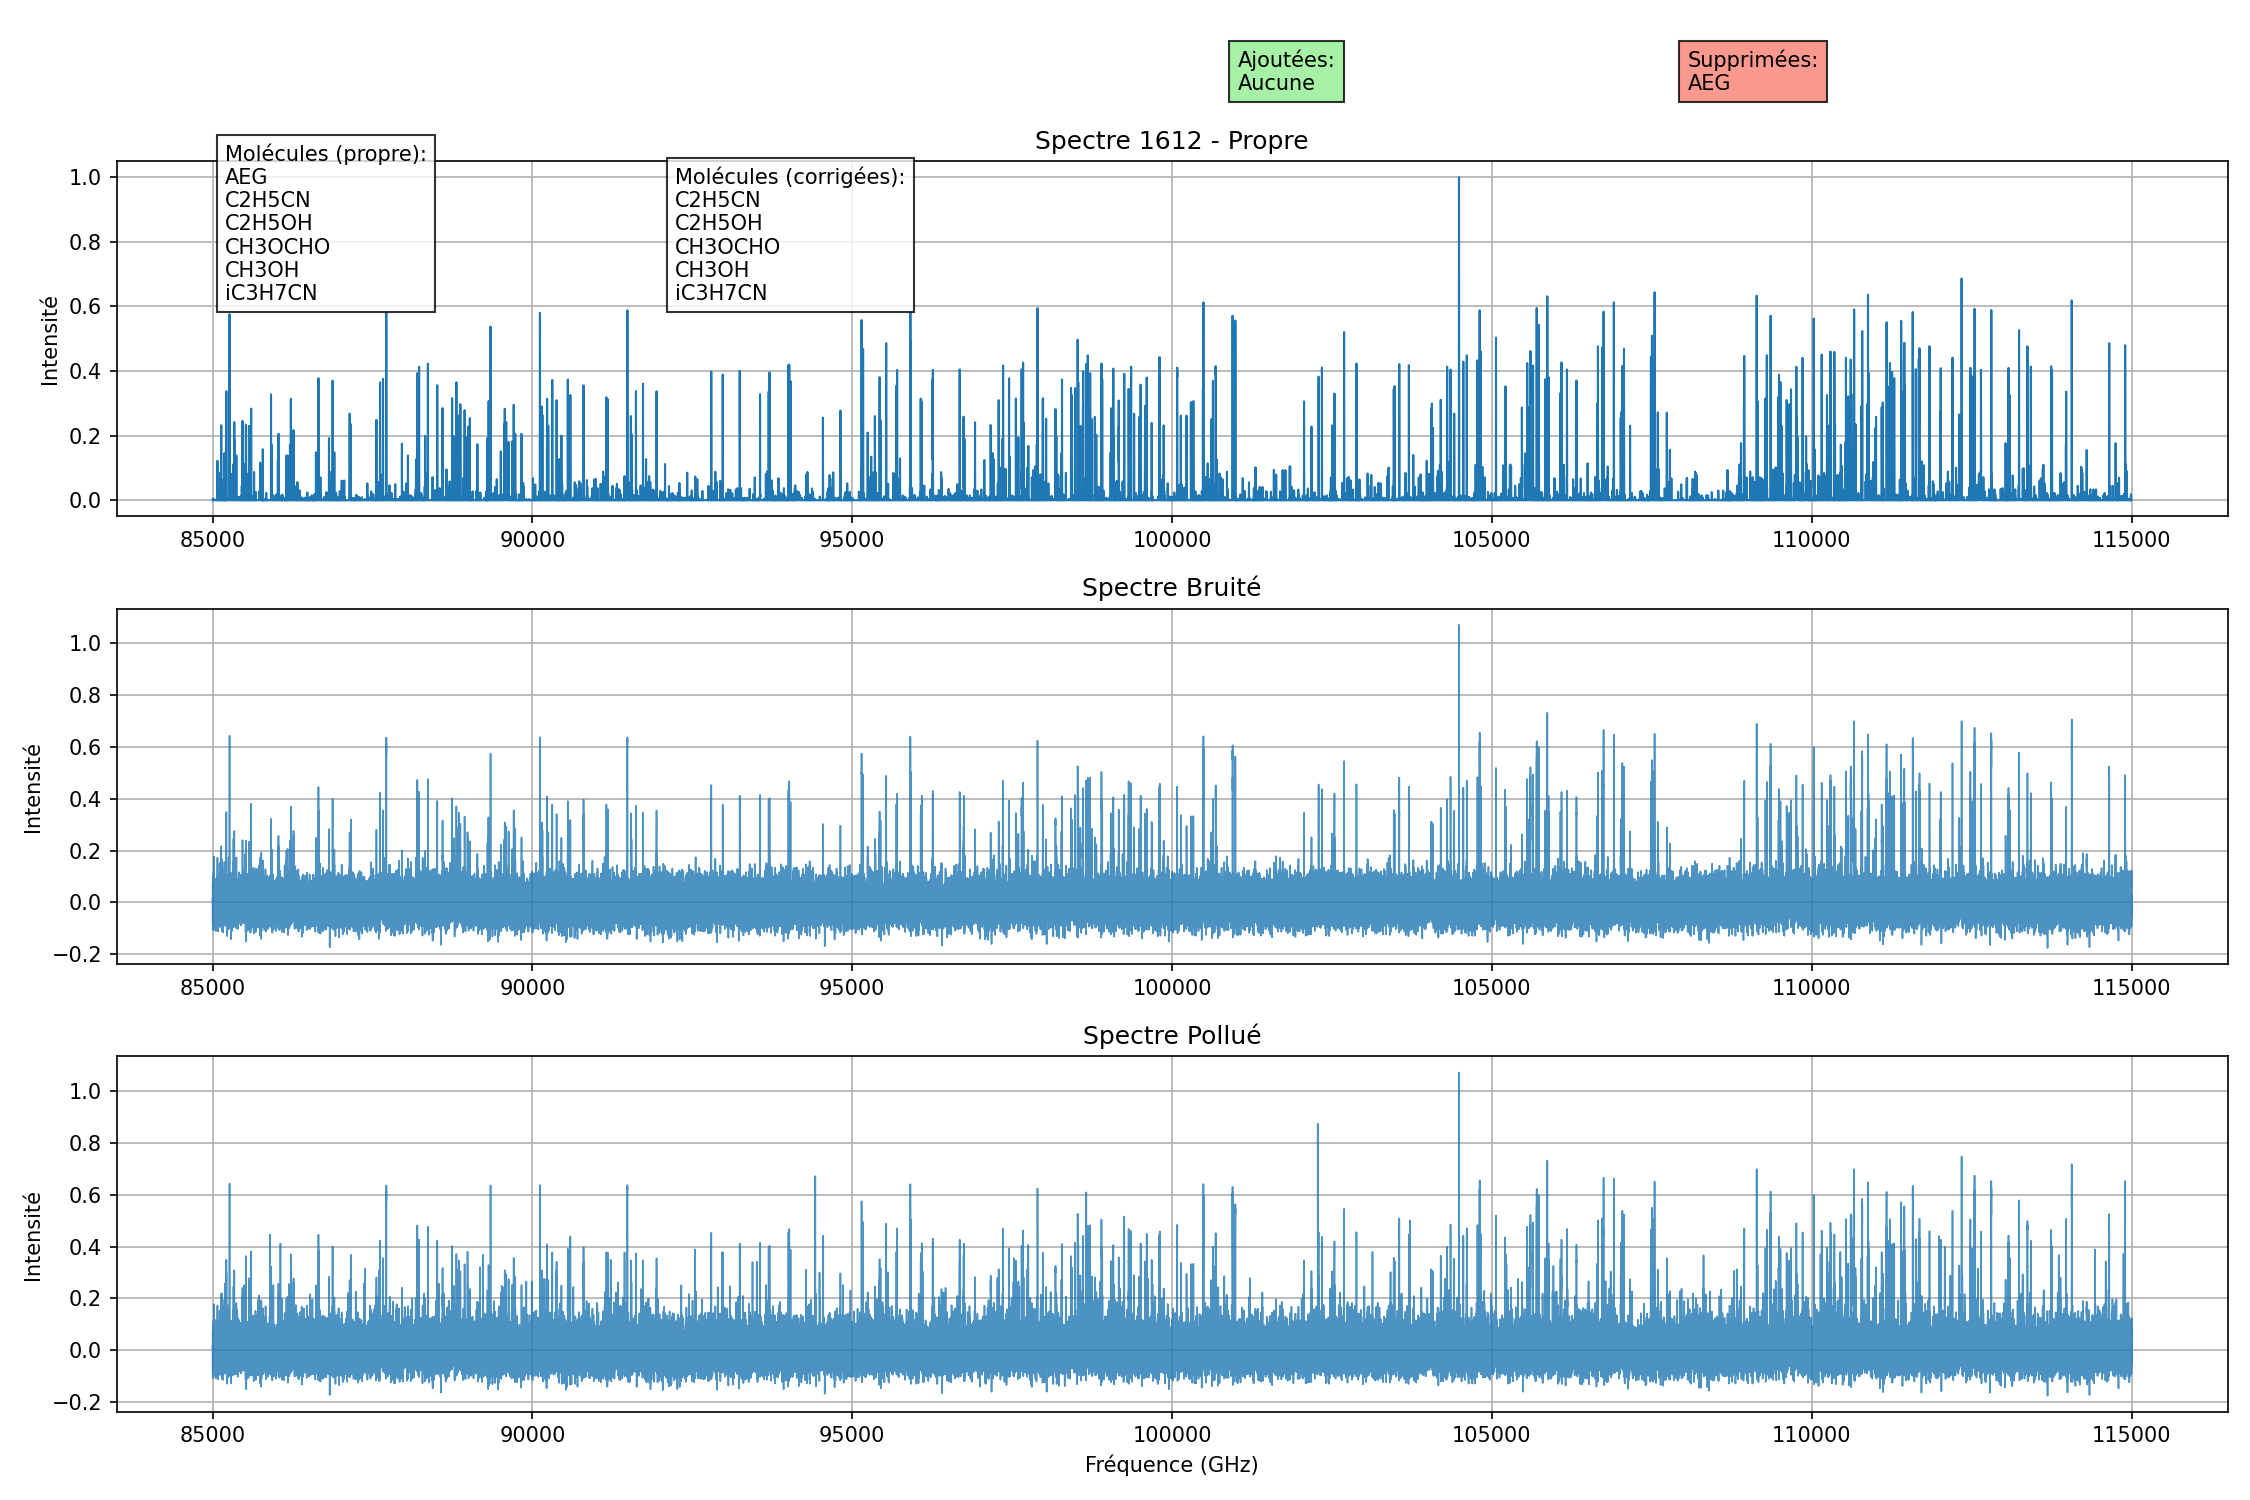 Ajoutées:
Aucune
Supprimées:
AEG
Spectre 1612 - Propre
Molécules (propre):
AEG
C2H5CN
C2H5OH
CH3OCHO
CH3OH
iC3H7CN
Molécules (corrigées):
C2H5CN
C2H5OH
CH3OCHO
CH3OH
iC3H7CN
Intensité
1.0
0.8
0.6
0.4
0.2
0.0
85000 90000 95000 100000 105000 110000 115000
Spectre Bruité
Intensité
1.0
0.8
0.6
0.4
0.2
0.0
−0.2
85000 90000 95000 100000 105000 110000 115000
Spectre Pollué
Intensité
1.0
0.8
0.6
0.4
0.2
0.0
−0.2
85000 90000 95000 100000 105000 110000 115000
Fréquence (GHz)